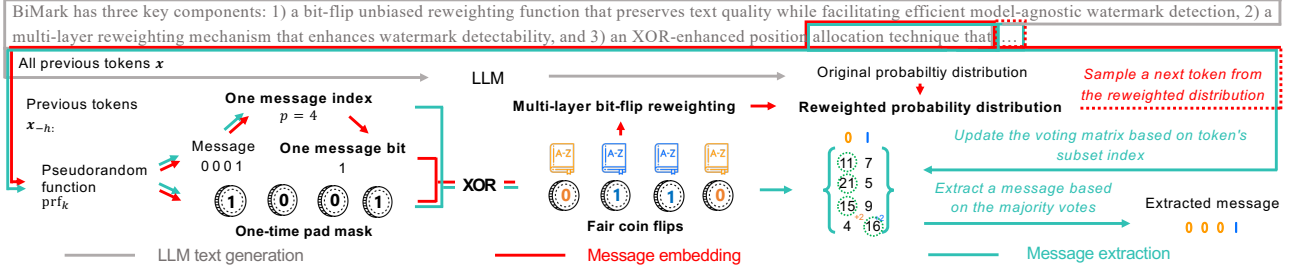 BiMark has three key components: 1) a bit-flip unbiased reweighting function that preserves text quality while facilitating efficient model-agnostic watermark detection, 2) a
multi-layer reweighting mechanism that enhances watermark detectability, and 3) an XOR-enhanced position allocation technique that ...
All previous tokens x
LLM
Original probabiltiy distribution
Sample a next token from
the reweighted distribution
Previous tokens
x₋ₕ:
One message index
p = 4
Multi-layer bit-flip reweighting
Reweighted probability distribution
Message
0 0 0 1
One message bit
1
Pseudorandom
function
prfₖ
1 0 0 1
One-time pad mask
XOR
A-Z A-Z A-Z A-Z
0 1 1 0
Fair coin flips
0 1
11 7
21 5
15 9
4 +2 16 +2
Update the voting matrix based on token's
subset index
Extract a message based
on the majority votes
Extracted message
0 0 0 1
LLM text generation
Message embedding
Message extraction